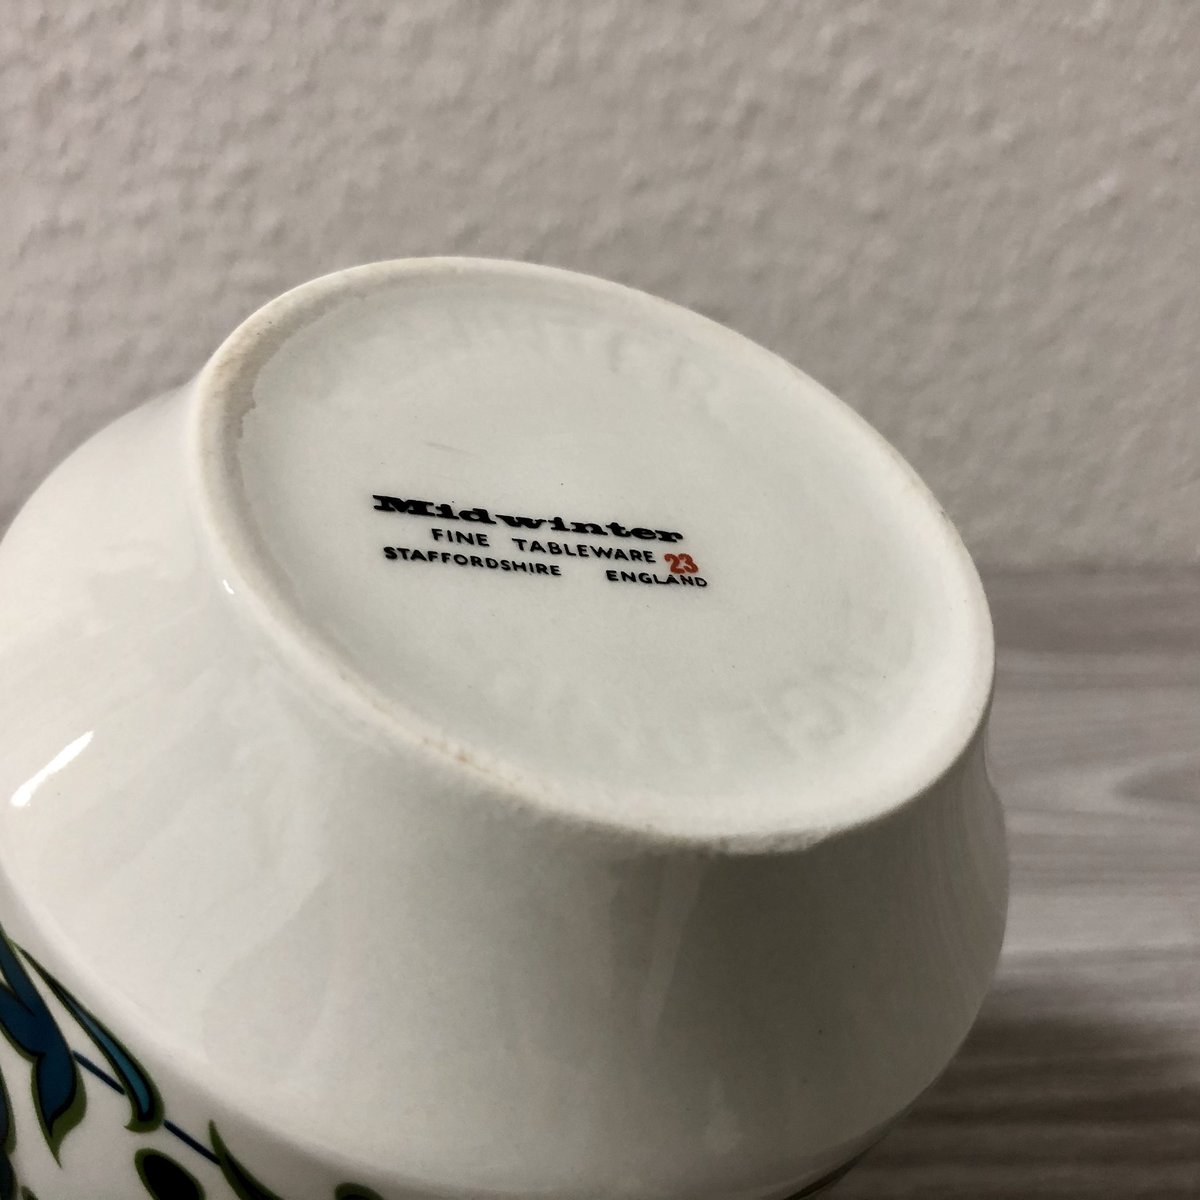 Midwinter
FINE TABLEWARE 23
STAFFORDSHIRE ENGLAND